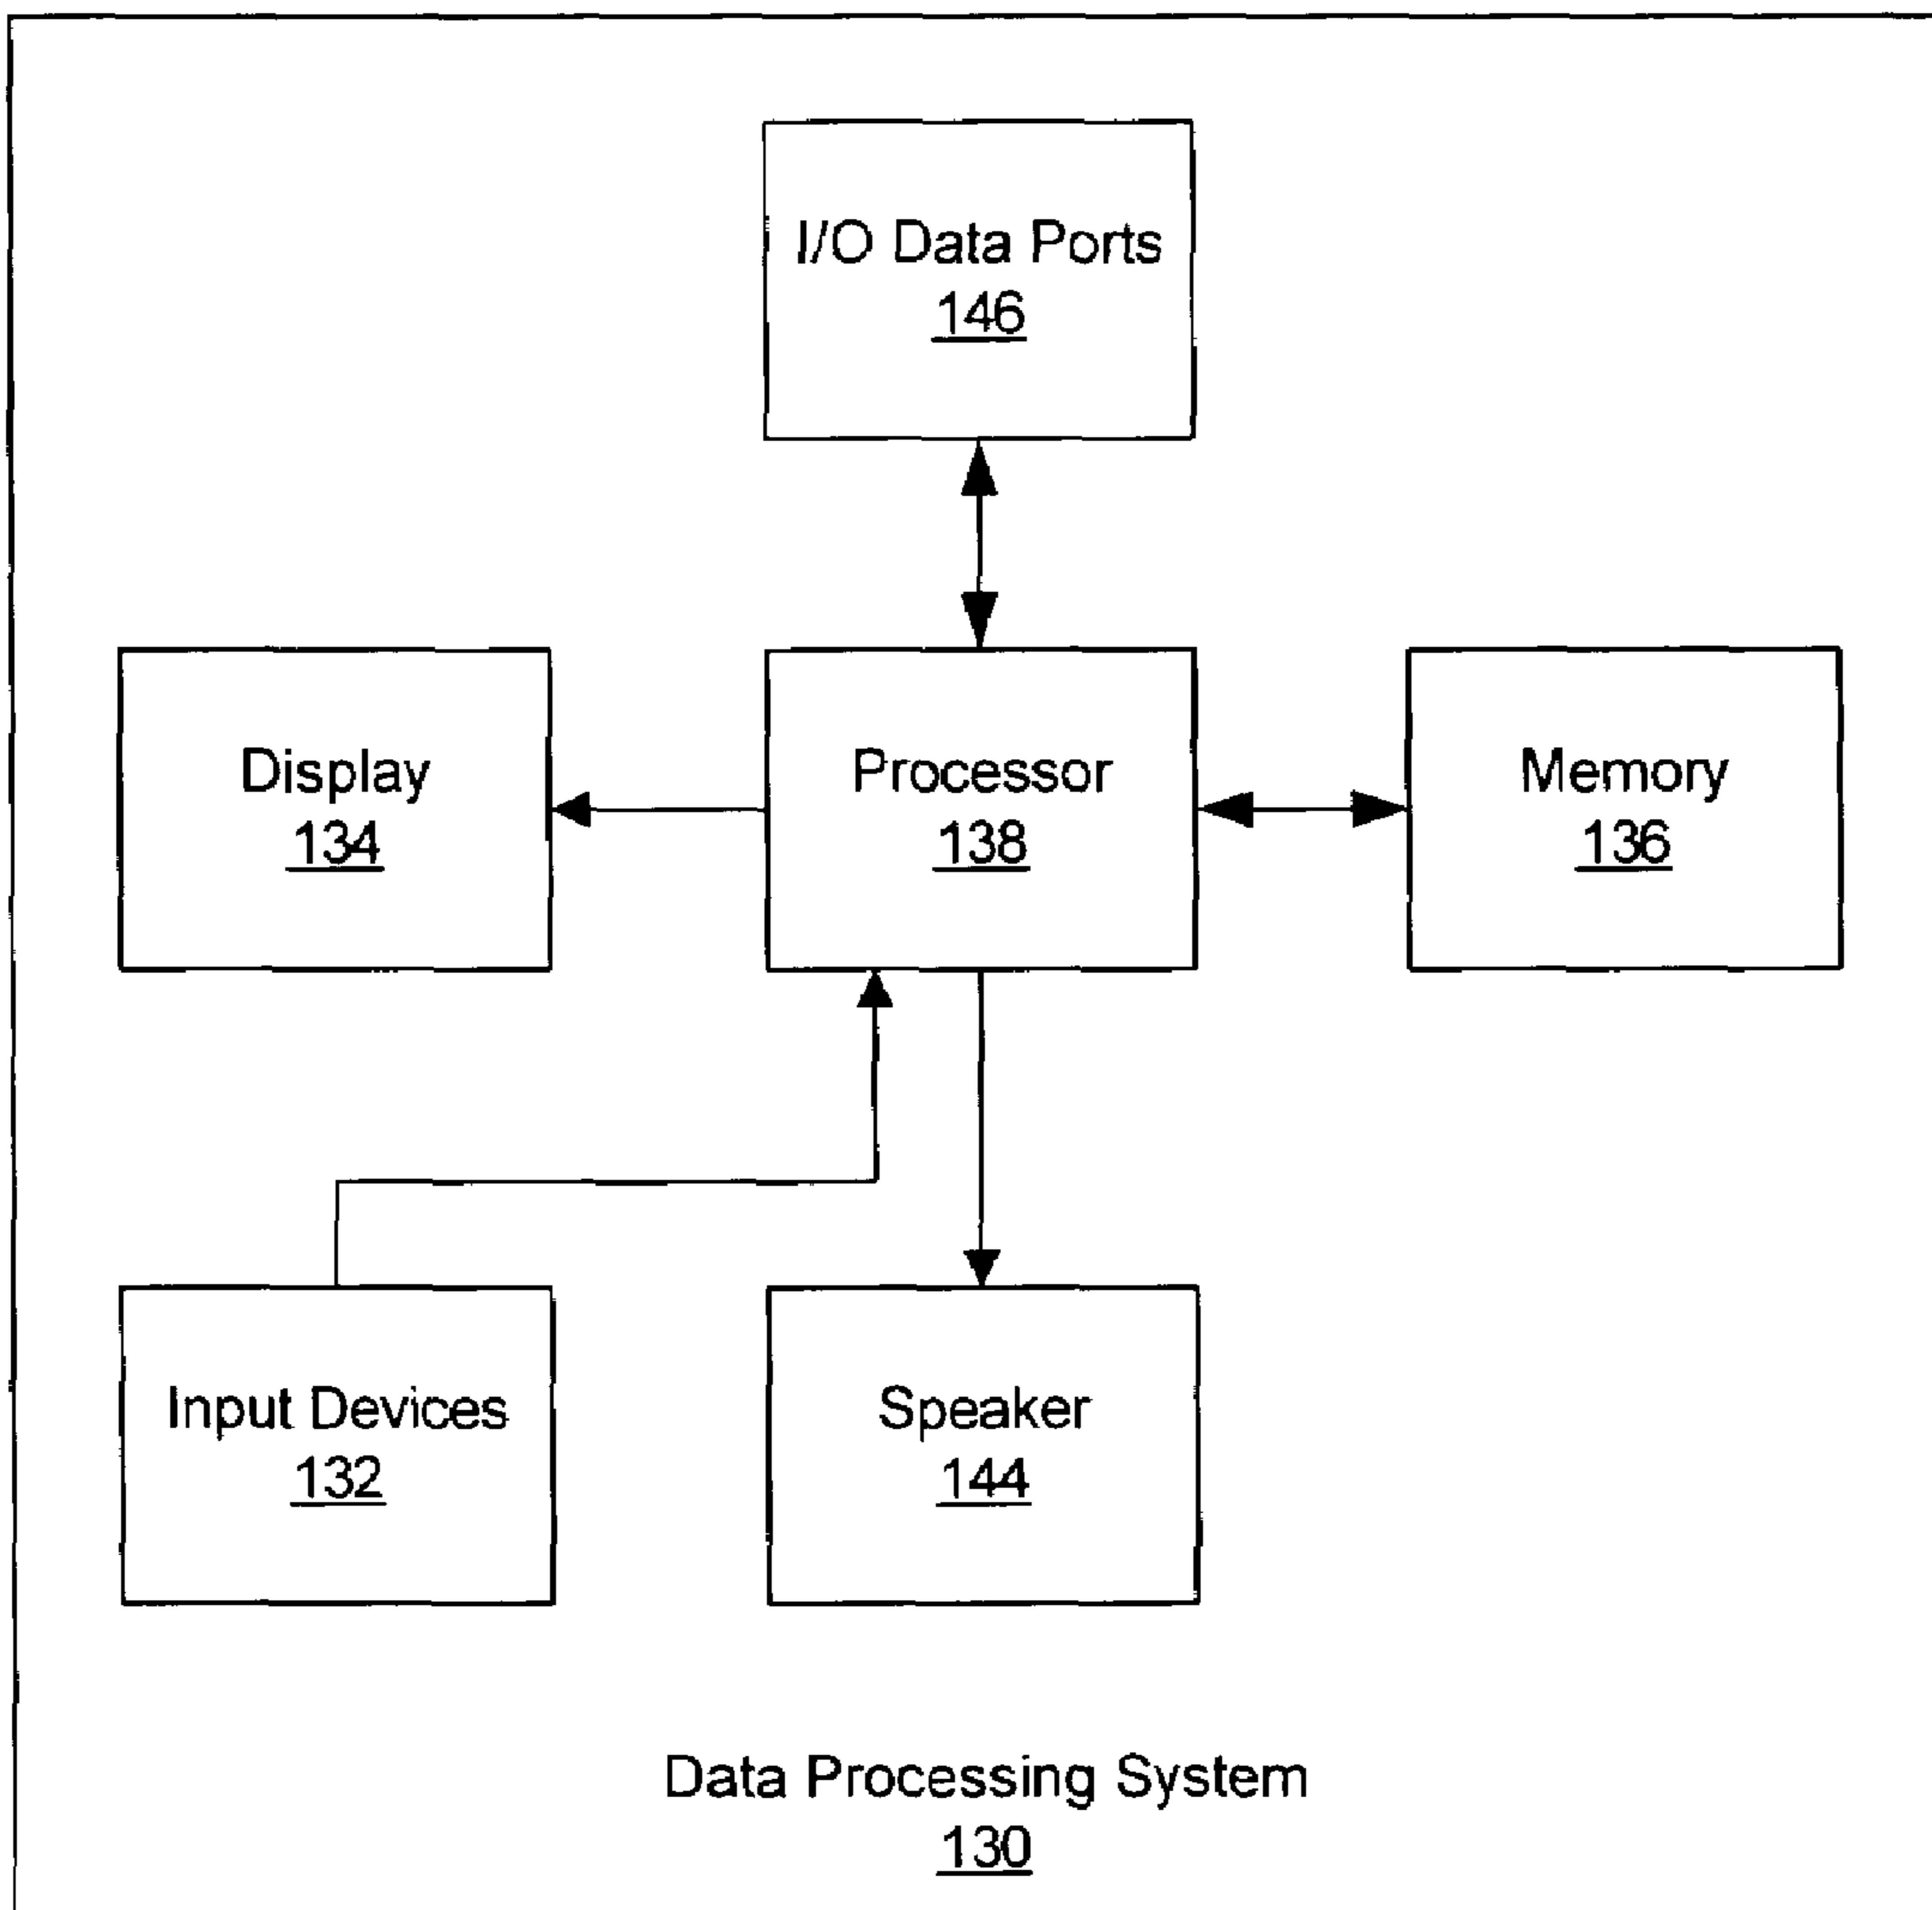 I/O Data Ports
146
Display
134
Processor
138
Memory
136
Input Devices
132
Speaker
144
Data Processing System
130